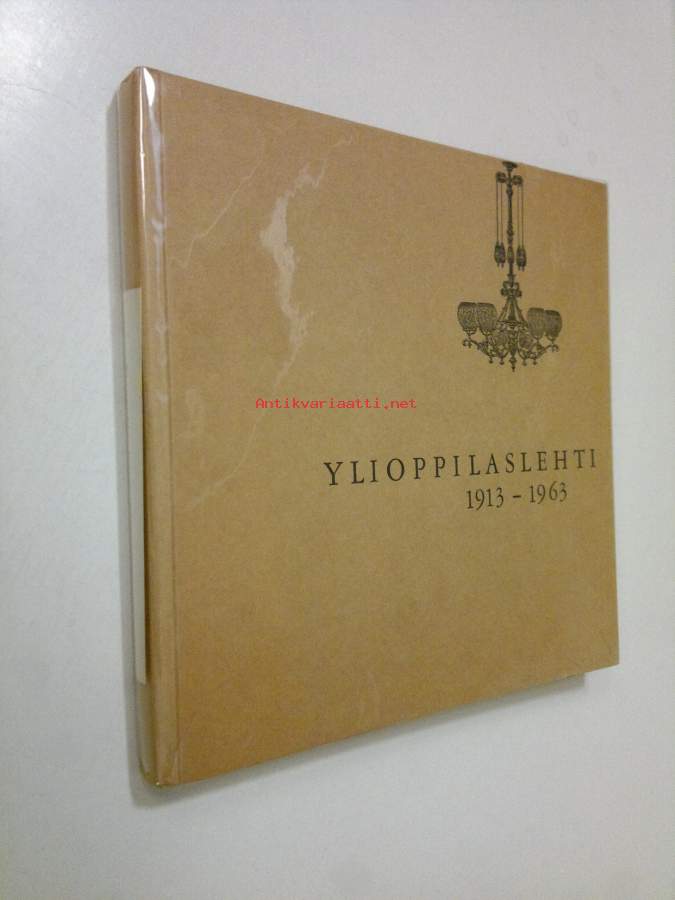 Antikvariaatti.net
YLIOPPILASLEHTI
1913 – 1963